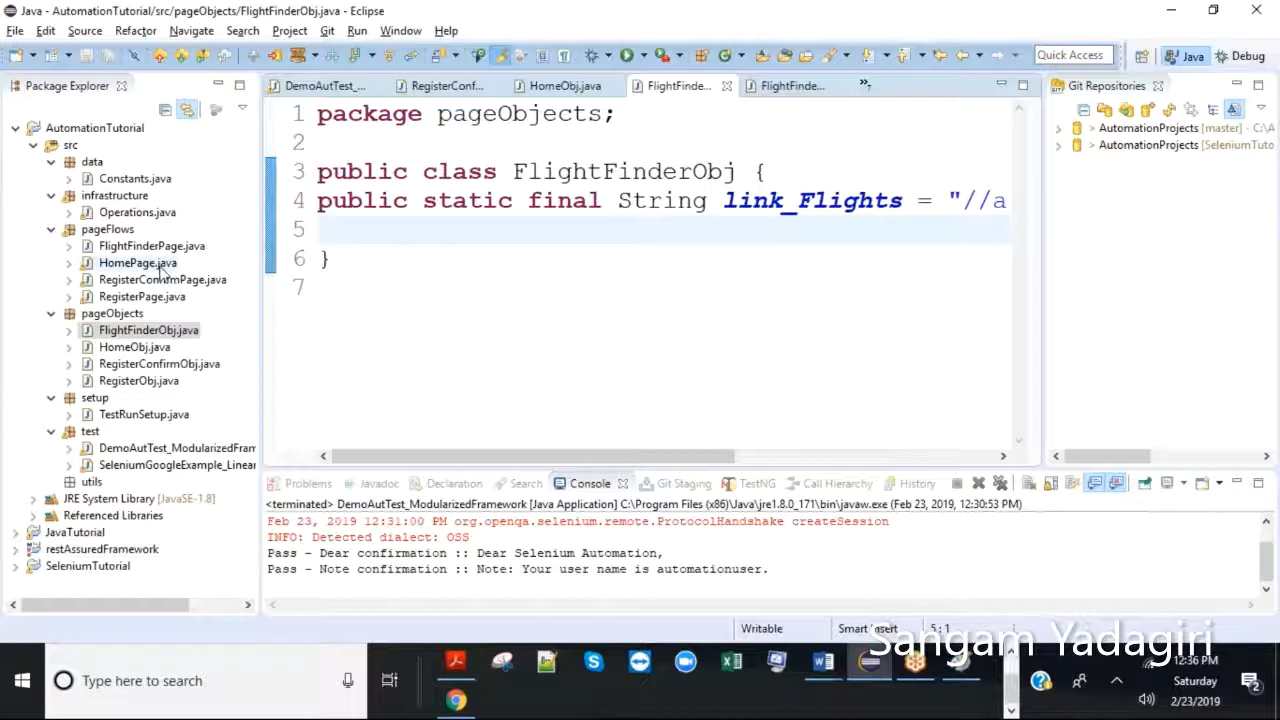 Java - AutomationTutorial/src/pageObjects/FlightFinderObj.java - Eclipse
File Edit Source Refactor Navigate Search Project Git Run Window Help
Quick Access
Java
Debug
Package Explorer
AutomationTutorial
src
data
Constants.java
infrastructure
Operations.java
pageFlows
FlightFinderPage.java
HomePage.java
RegisterConfirmPage.java
RegisterPage.java
pageObjects
FlightFinderObj.java
HomeObj.java
RegisterConfirmObj.java
RegisterObj.java
setup
TestRunSetup.java
test
DemoAutTest_ModularizedFram
SeleniumGoogleExample_Linear
utils
JRE System Library [JavaSE-1.8]
Referenced Libraries
JavaTutorial
restAssuredFramework
SeleniumTutorial
DemoAutTest_... RegisterConf... HomeObj.java FlightFinde... FlightFinde...
1 package pageObjects;
2
3 public class FlightFinderObj {
4 public static final String link_Flights = "//a
5
6 }
7
Git Repositories
> AutomationProjects [master] - C:\A
> AutomationProjects [SeleniumTuto
Problems Javadoc Declaration Search Console Git Staging TestNG Call Hierarchy History
<terminated> DemoAutTest_ModularizedFramework [Java Application] C:\Program Files (x86)\Java\jre1.8.0_171\bin\javaw.exe (Feb 23, 2019, 12:30:53 PM)
Feb 23, 2019 12:31:00 PM org.openqa.selenium.remote.ProtocolHandshake createSession
INFO: Detected dialect: OSS
Pass - Dear confirmation :: Dear Selenium Automation,
Pass - Note confirmation :: Note: Your user name is automationuser.
Writable
Smart Insert
5 : 1
Sangam Yadagiri
Type here to search
12:36 PM
Saturday
2/23/2019
2